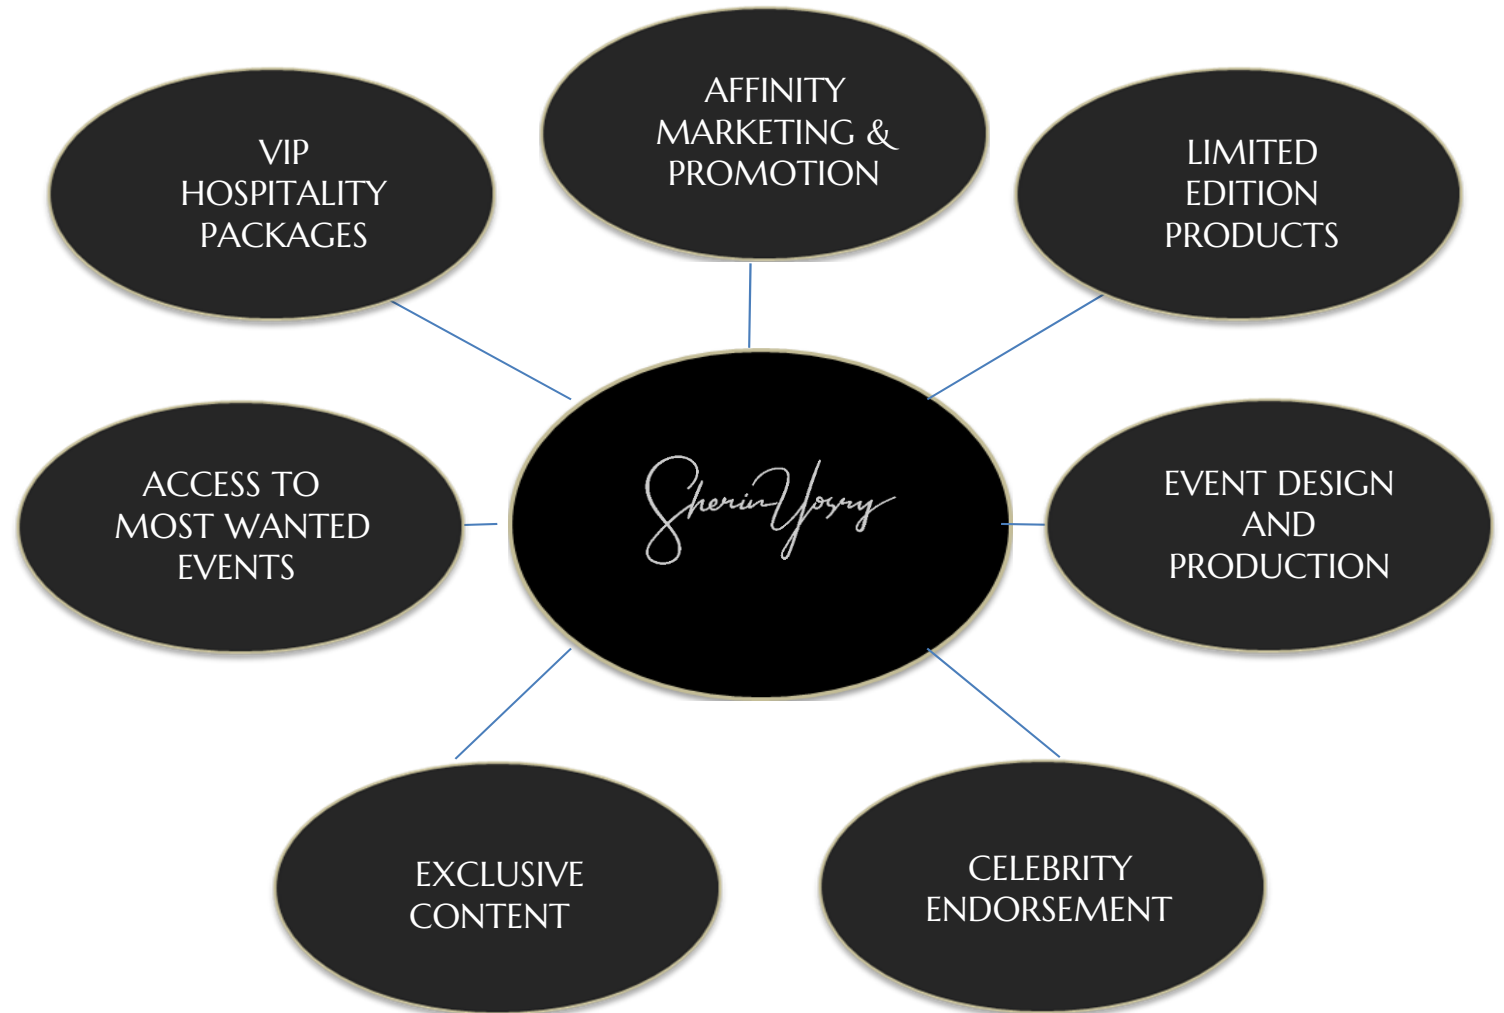 AFFINITY
MARKETING &
PROMOTION
VIP
HOSPITALITY
PACKAGES
LIMITED
EDITION
PRODUCTS
ACCESS TO
MOST WANTED
EVENTS
Sherin Yosry
EVENT DESIGN
AND
PRODUCTION
EXCLUSIVE
CONTENT
CELEBRITY
ENDORSEMENT